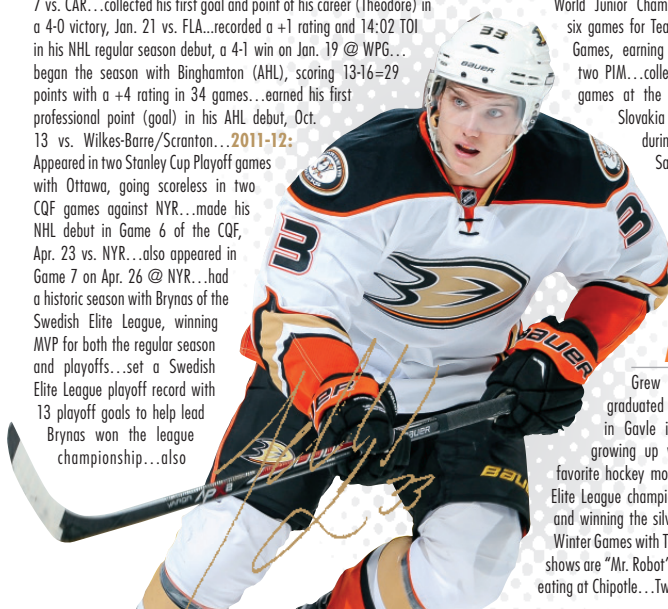 7 vs. CAR…collected his first goal and point of his career (Theodore) in
a 4-0 victory, Jan. 21 vs. FLA...recorded a +1 rating and 14:02 TOI
in his NHL regular season debut, a 4-1 win on Jan. 19 @ WPG…
began the season with Binghamton (AHL), scoring 13-16=29
points with a +4 rating in 34 games…earned his first
professional point (goal) in his AHL debut, Oct.
13 vs. Wilkes-Barre/Scranton…2011-12:
Appeared in two Stanley Cup Playoff games
with Ottawa, going scoreless in two
CQF games against NYR…made his
NHL debut in Game 6 of the CQF,
Apr. 23 vs. NYR…also appeared in
Game 7 on Apr. 26 @ NYR…had
a historic season with Brynas of the
Swedish Elite League, winning
MVP for both the regular season
and playoffs…set a Swedish
Elite League playoff record with
13 playoff goals to help lead
Brynas won the league
championship…also
World Junior Cham
six games for Tea
Games, earning
two PIM…colle
games at the
Slovakia
durin
Sa
Grew
graduated
in Gavle i
growing up
favorite hockey mo
Elite League champi
and winning the silv
Winter Games with T
shows are “Mr. Robot”
eating at Chipotle…Tw
33
BAUER
3
3
BAUER
BAUER
BAU
33